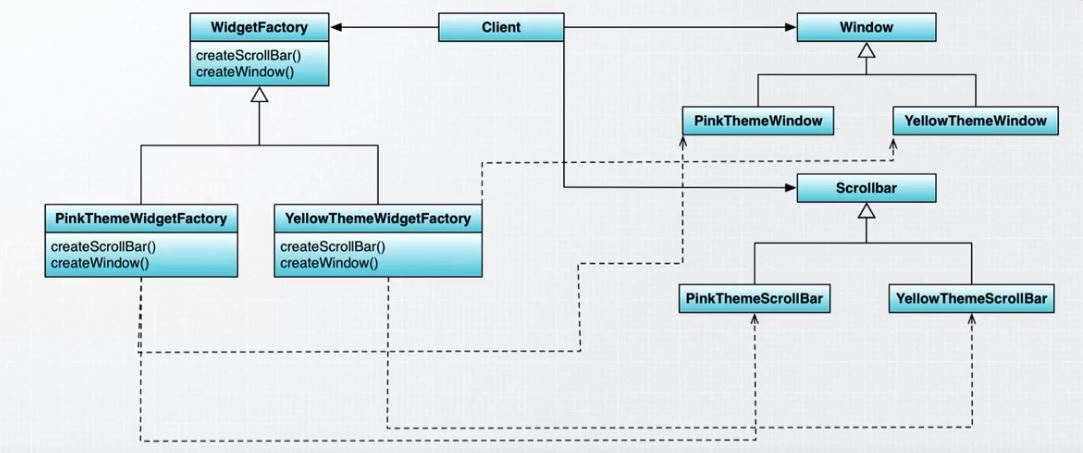 WidgetFactory
createScrollBar()
createWindow()
Client
Window
PinkThemeWindow
YellowThemeWindow
Scrollbar
PinkThemeWidgetFactory
createScrollBar()
createWindow()
YellowThemeWidgetFactory
createScrollBar()
createWindow()
PinkThemeScrollBar
YellowThemeScrollBar